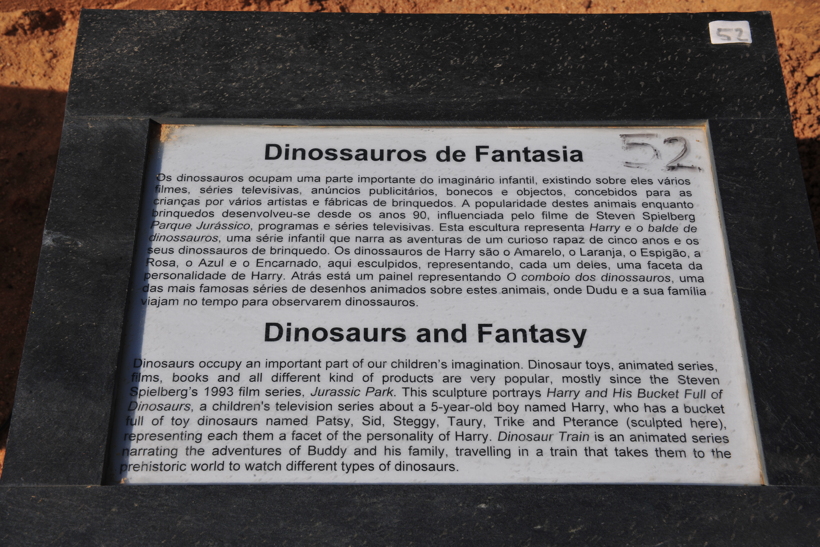 52
Dinossauros de Fantasia
52
Os dinossauros ocupam uma parte importante do imaginário infantil, existindo sobre eles vários
filmes, séries televisivas, anúncios publicitários, bonecos e objectos, concebidos para as
crianças por vários artistas e fábricas de brinquedos. A popularidade destes animais enquanto
brinquedos desenvolveu-se desde os anos 90, influenciada pelo filme de Steven Spielberg
Parque Jurássico, programas e séries televisivas. Esta escultura representa Harry e o balde de
dinossauros, uma série infantil que narra as aventuras de um curioso rapaz de cinco anos e os
seus dinossauros de brinquedo. Os dinossauros de Harry são o Amarelo, o Laranja, o Espigão, a
Rosa, o Azul e o Encarnado, aqui esculpidos, representando, cada um deles, uma faceta da
personalidade de Harry. Atrás está um painel representando O comboio dos dinossauros, uma
das mais famosas séries de desenhos animados sobre estes animais, onde Dudu e a sua família
viajam no tempo para observarem dinossauros.
Dinosaurs and Fantasy
Dinosaurs occupy an important part of our children's imagination. Dinosaur toys, animated series,
films, books and all different kind of products are very popular, mostly since the Steven
Spielberg's 1993 film series, Jurassic Park. This sculpture portrays Harry and His Bucket Full of
Dinosaurs, a children's television series about a 5-year-old boy named Harry, who has a bucket
full of toy dinosaurs named Patsy, Sid, Steggy, Taury, Trike and Pterance (sculpted here),
representing each them a facet of the personality of Harry. Dinosaur Train is an animated series
narrating the adventures of Buddy and his family, travelling in a train that takes them to the
prehistoric world to watch different types of dinosaurs.